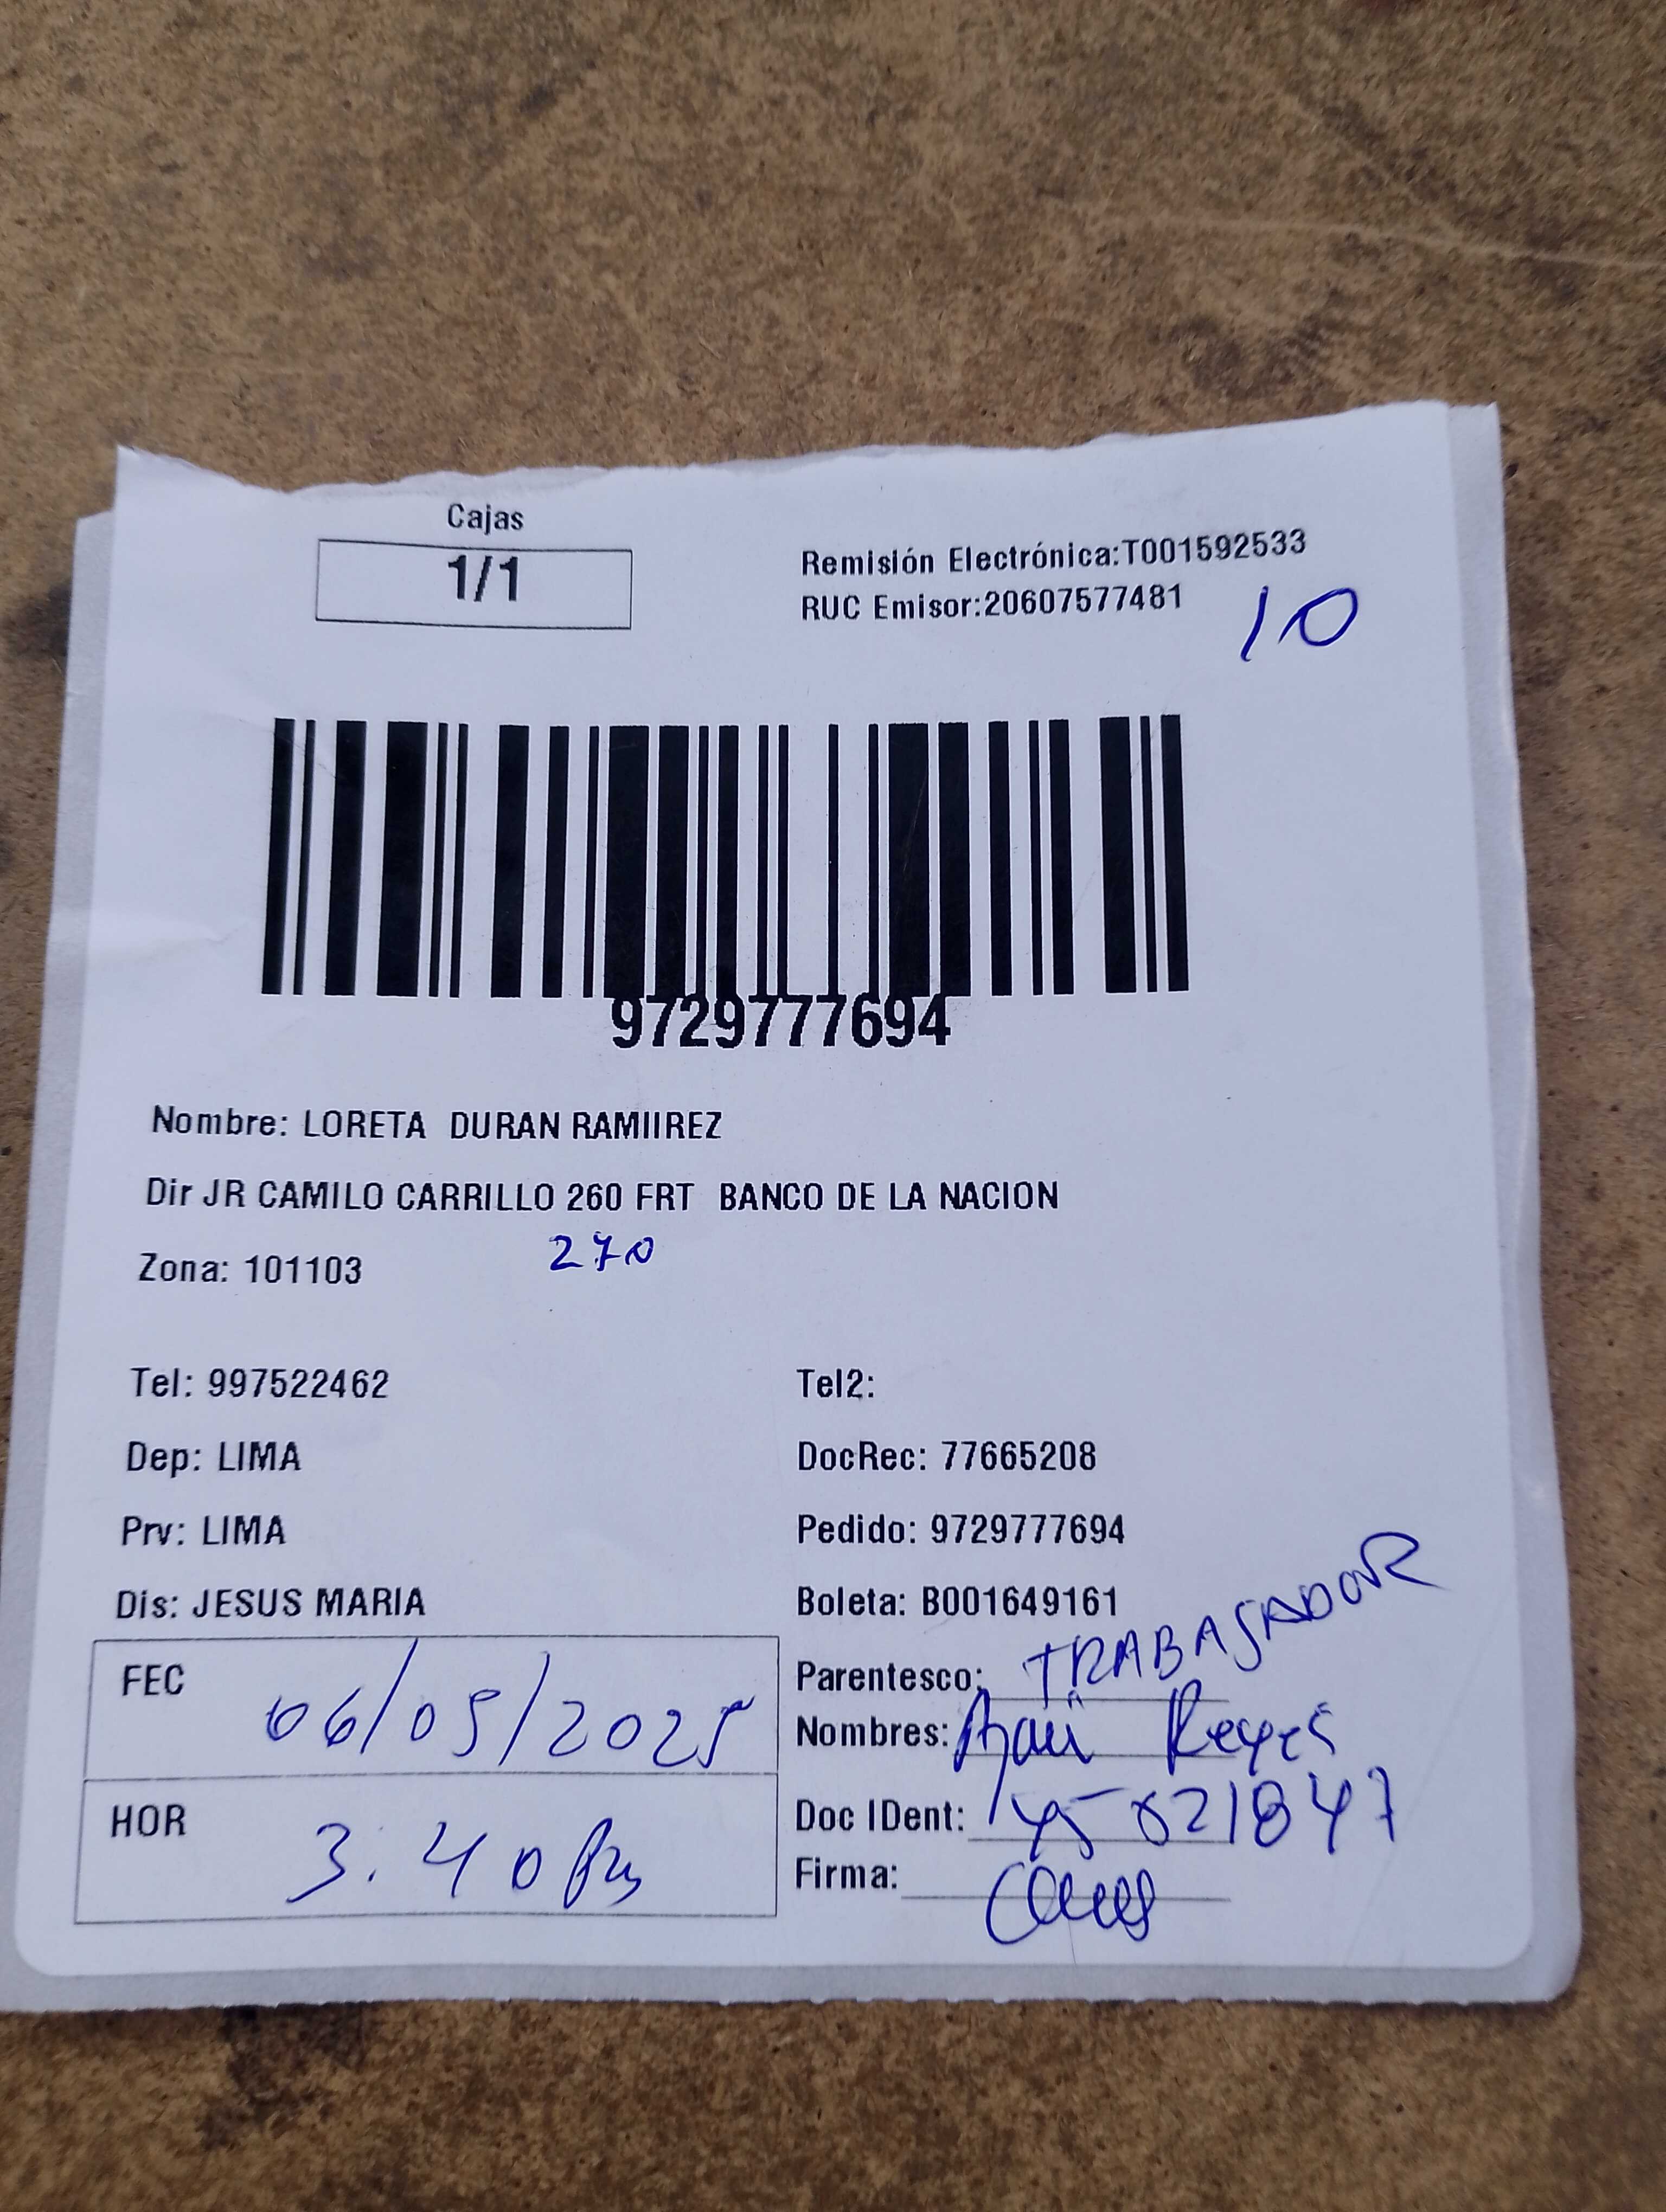 Cajas
1/1
Remisión Electrónica:T001592533
RUC Emisor:20607577481
10
9729777694
Nombre: LORETA DURAN RAMIIREZ
Dir JR CAMILO CARRILLO 260 FRT BANCO DE LA NACION
270
Zona: 101103
Tel: 997522462
Tel2:
Dep: LIMA
DocRec: 77665208
Prv: LIMA
Pedido: 9729777694
Dis: JESUS MARIA
Boleta: B001649161
FEC 06/05/2025
HOR 3.40 Pm
Parentesco: TRABAJADOR
Nombres: Reyes
Doc IDent:
Firma: